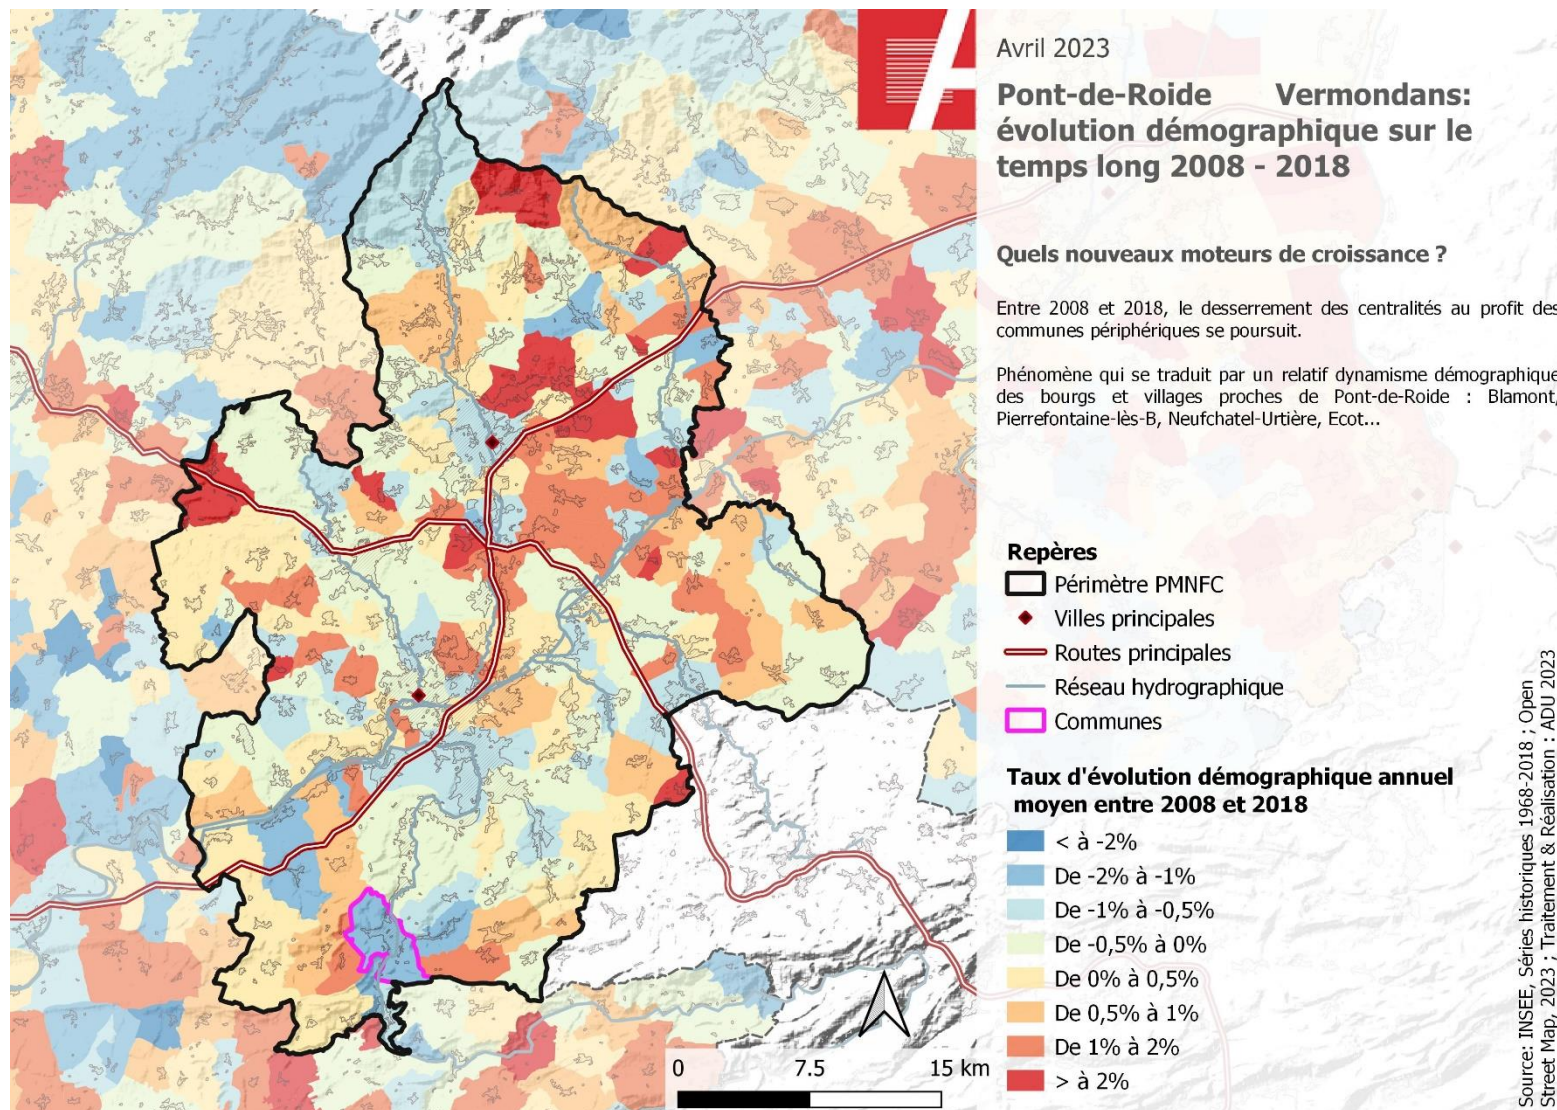 Avril 2023
Pont-de-Roide Vermondans:
évolution démographique sur le
temps long 2008 - 2018
Quels nouveaux moteurs de croissance ?
Entre 2008 et 2018, le desserrement des centralités au profit des
communes périphériques se poursuit.
Phénomène qui se traduit par un relatif dynamisme démographique
des bourgs et villages proches de Pont-de-Roide : Blamont,
Pierrefontaine-lès-B, Neufchatel-Urtière, Ecot...
Repères
Périmètre PMNFC
Villes principales
Routes principales
Réseau hydrographique
Communes
Taux d'évolution démographique annuel
moyen entre 2008 et 2018
< à -2%
De -2% à -1%
De -1% à -0,5%
De -0,5% à 0%
De 0% à 0,5%
De 0,5% à 1%
De 1% à 2%
> à 2%
0 7.5 15 km
Source: INSEE, Séries historiques 1968-2018 ; Open
Street Map, 2023 ; Traitement & Réalisation : ADU 2023